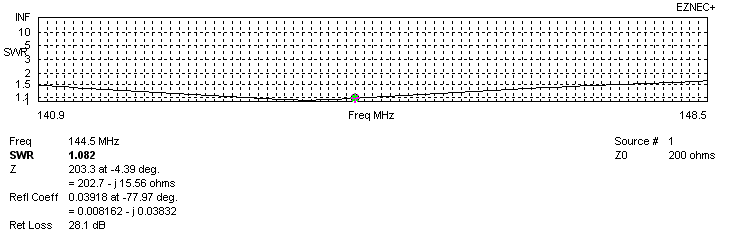 EZNEC+
INF
10
5
SWR
3
2
1.5
1.1
140.9 Freq MHz 148.5
Freq 144.5 MHz Source # 1
SWR 1.082 Z0 200 ohms
Z 203.3 at -4.39 deg.
= 202.7 - j 15.56 ohms
Refl Coeff 0.03918 at -77.97 deg.
= 0.008162 - j 0.03832
Ret Loss 28.1 dB